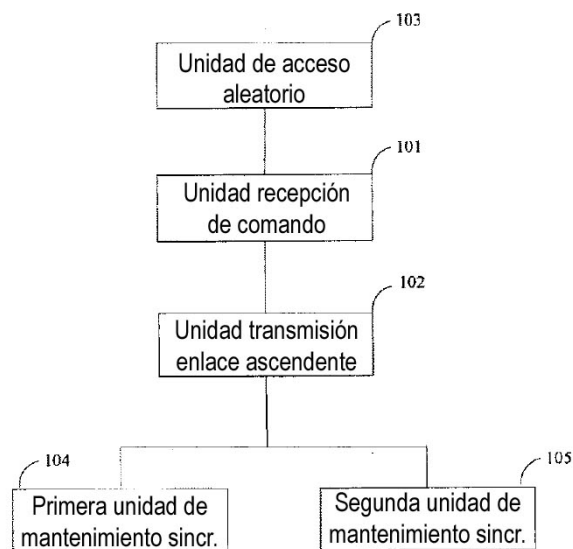 103
Unidad de acceso
aleatorio
101
Unidad recepción
de comando
102
Unidad transmisión
enlace ascendente
104
Primera unidad de
mantenimiento sincr.
105
Segunda unidad de
mantenimiento sincr.